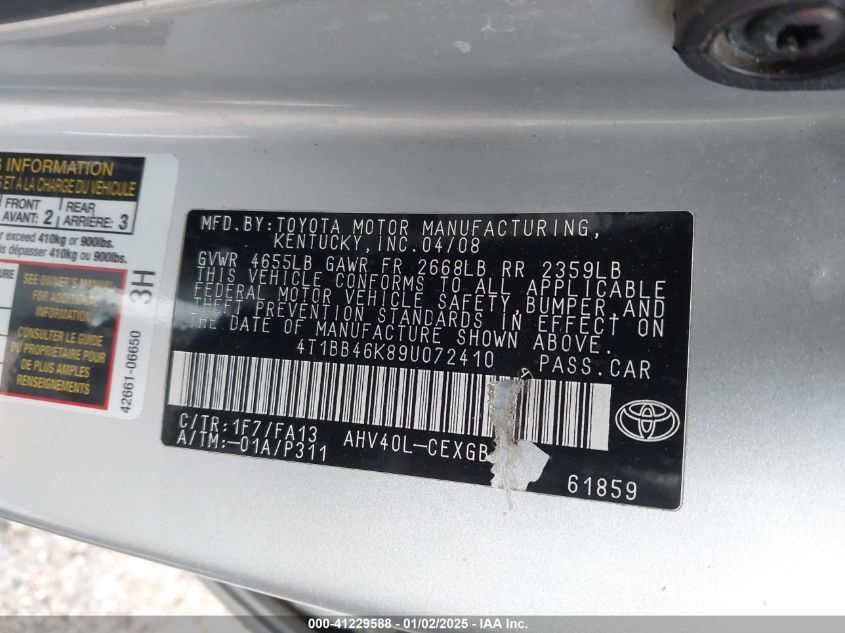 G INFORMATION
S ET A LA CHARGE DU VÉHICULE
FRONT
AVANT: 2
REAR
ARRIÈRE: 3
exceed 410kg or 900lbs.
dépasser 410kg ou 900lbs.
SEE OWNER'S MANUAL
FOR ADDITIONAL
INFORMATION
CONSULTER LE GUIDE
DU PROPRIÉTAIRE POUR
PLUS DE
RENSEIGNEMENTS
3H
42661-06650
MFD.BY:TOYOTA MOTOR MANUFACTURING,
KENTUCKY,INC.04/08
GVWR 4655LB GAWR FR 2668LB RR 2359LB
THIS VEHICLE CONFORMS TO ALL APPLICABLE
FEDERAL MOTOR VEHICLE SAFETY,BUMPER,AND
THEFT PREVENTION STANDARDS IN EFFECT ON
THE DATE OF MANUFACTURE SHOWN ABOVE.
4T1BB46K89U072410 PASS.CAR
C/TR:1F7/FA13
A/TM:-01A/P311
AHV40L-CEXGB
61859
000-41229588 - 01/02/2025 - IAA Holdings, LLC.